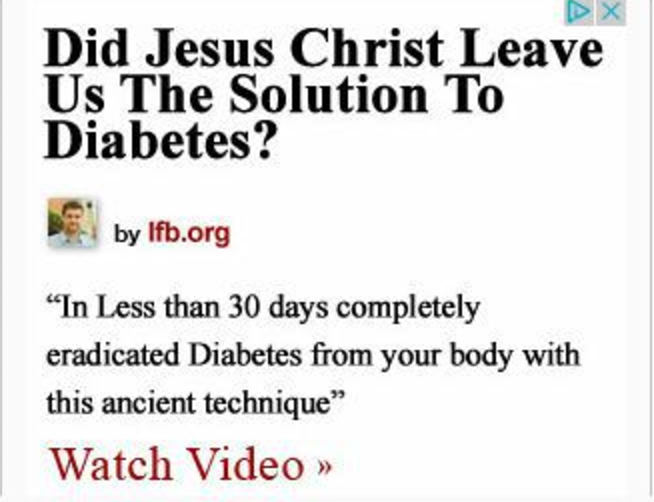 Did Jesus Christ Leave
Us The Solution To
Diabetes?
by lfb.org
“In Less than 30 days completely
eradicated Diabetes from your body with
this ancient technique”
Watch Video »